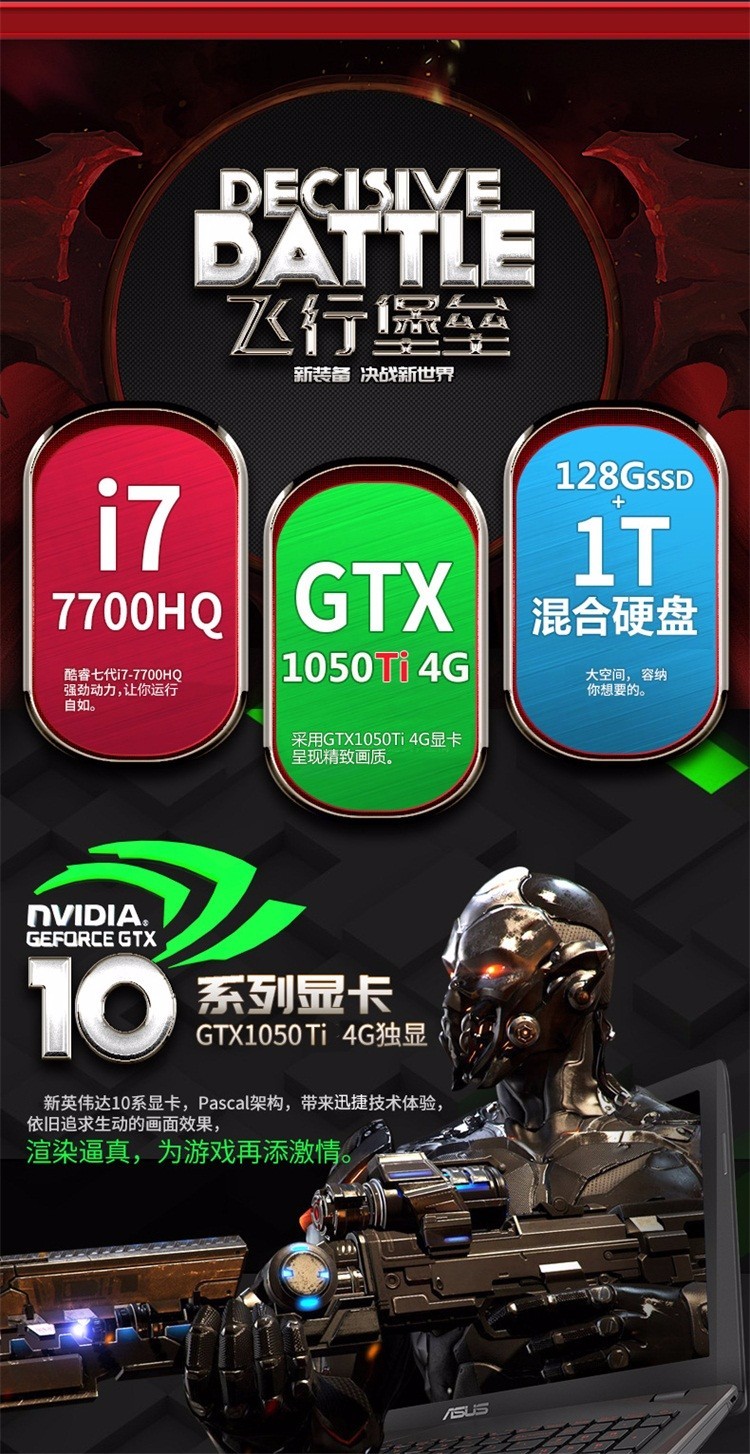 DECISIVE
BATTLE
飞行堡垒
新装备 决战新世界
i7
7700HQ
酷睿七代i7-7700HQ
强劲动力,让你运行
自如。
GTX
1050Ti 4G
采用GTX1050Ti 4G显卡
呈现精致画质。
128GSSD
+
1T
混合硬盘
大空间，容纳
你想要的。
NVIDIA®
GEFORCE GTX
10
系列显卡
GTX1050Ti 4G独显
新英伟达10系显卡，Pascal架构，带来迅捷技术体验，
依旧追求生动的画面效果，
渲染逼真，为游戏再添激情。
ASUS